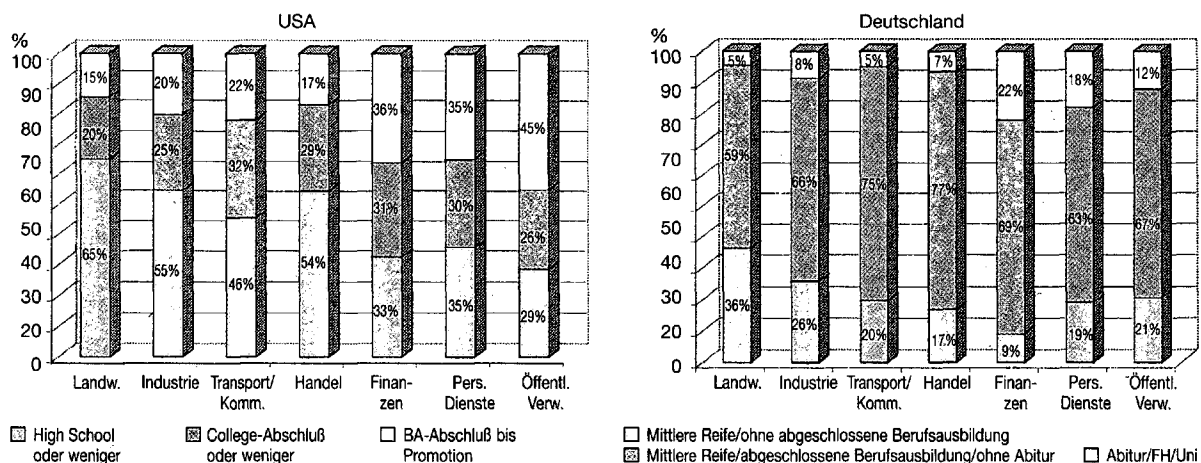 USA
%
100
90
80
70
60
50
40
30
20
10
0
15% 20% 22% 17% 36% 35% 45%
20% 25% 32% 29% 31% 30% 26%
65% 55% 46% 54% 33% 35% 29%
Landw. Industrie Transport/ Handel Finan- Pers. Öffentl.
Komm. zen Dienste Verw.
High School College-Abschluß BA-Abschluß bis
oder weniger oder weniger Promotion
Deutschland
%
100
90
80
70
60
50
40
30
20
10
0
5% 8% 5% 7% 22% 18% 12%
59% 66% 75% 77% 69% 63% 67%
36% 26% 20% 17% 9% 19% 21%
Landw. Industrie Transport/ Handel Finan- Pers. Öffentl.
Komm. zen Dienste Verw.
Mittlere Reife/ohne abgeschlossene Berufsausbildung
Mittlere Reife/abgeschlossene Berufsausbildung/ohne Abitur Abitur/FH/Uni